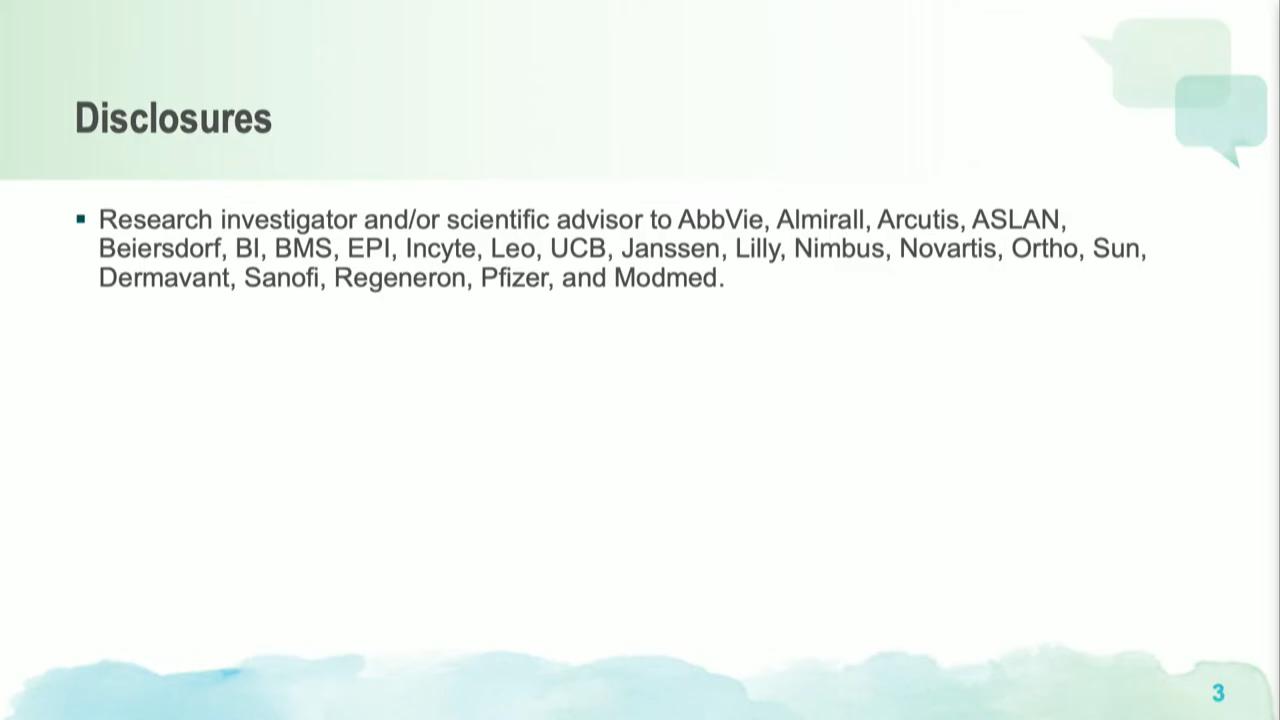 Disclosures
▪ Research investigator and/or scientific advisor to AbbVie, Almirall, Arcutis, ASLAN,
Beiersdorf, BI, BMS, EPI, Incyte, Leo, UCB, Janssen, Lilly, Nimbus, Novartis, Ortho, Sun,
Dermavant, Sanofi, Regeneron, Pfizer, and Modmed.
3